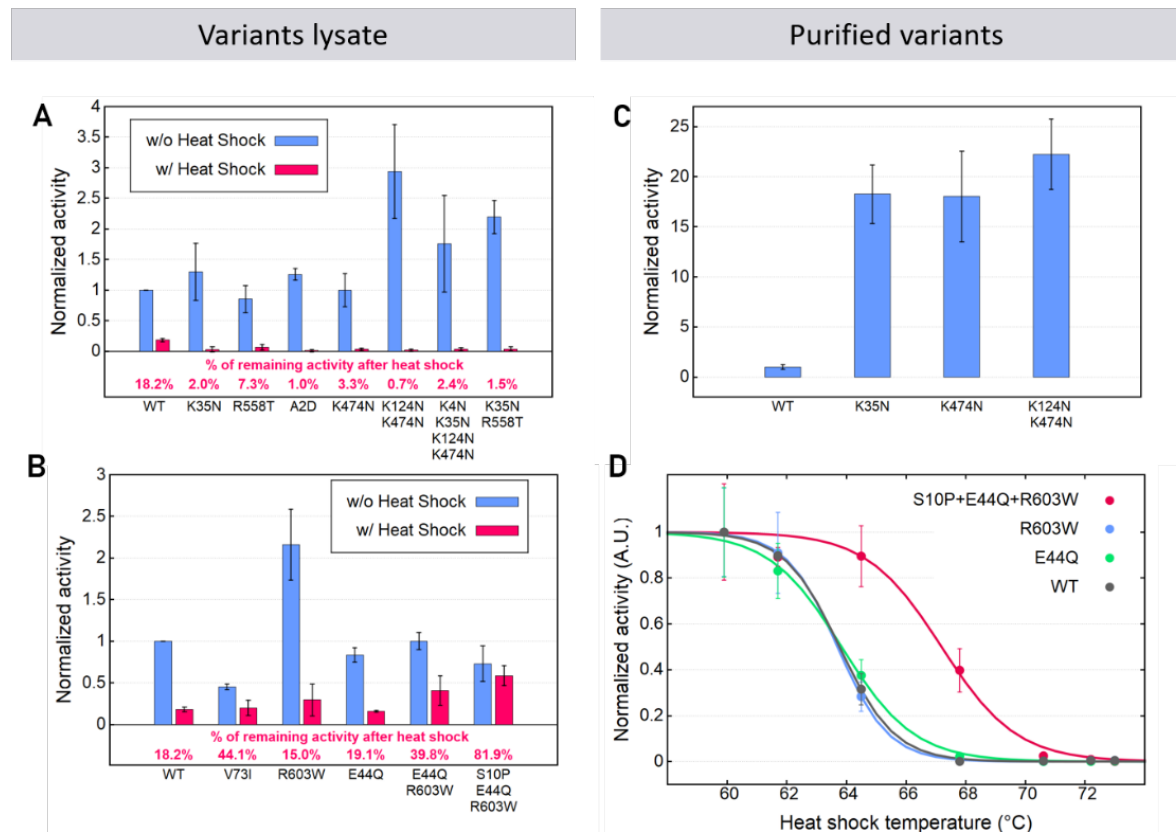 Variants lysate
Purified variants
A
Normalized activity
4
3.5
3
2.5
2
1.5
1
0.5
0
w/o Heat Shock
w/ Heat Shock
% of remaining activity after heat shock
18.2% 2.0% 7.3% 1.0% 3.3% 0.7% 2.4% 1.5%
WT K35N R558T A2D K474N K124N K4N K35N
K474N K35N R558T
K124N
K474N
C
Normalized activity
25
20
15
10
5
0
WT K35N K474N K124N
K474N
B
Normalized activity
3
2.5
2
1.5
1
0.5
0
w/o Heat Shock
w/ Heat Shock
% of remaining activity after heat shock
18.2% 44.1% 15.0% 19.1% 39.8% 81.9%
WT V73I R603W E44Q E44Q S10P
R603W E44Q
R603W
D
Normalized activity (A.U.)
1
0.8
0.6
0.4
0.2
0
S10P+E44Q+R603W
R603W
E44Q
WT
60 62 64 66 68 70 72
Heat shock temperature (°C)